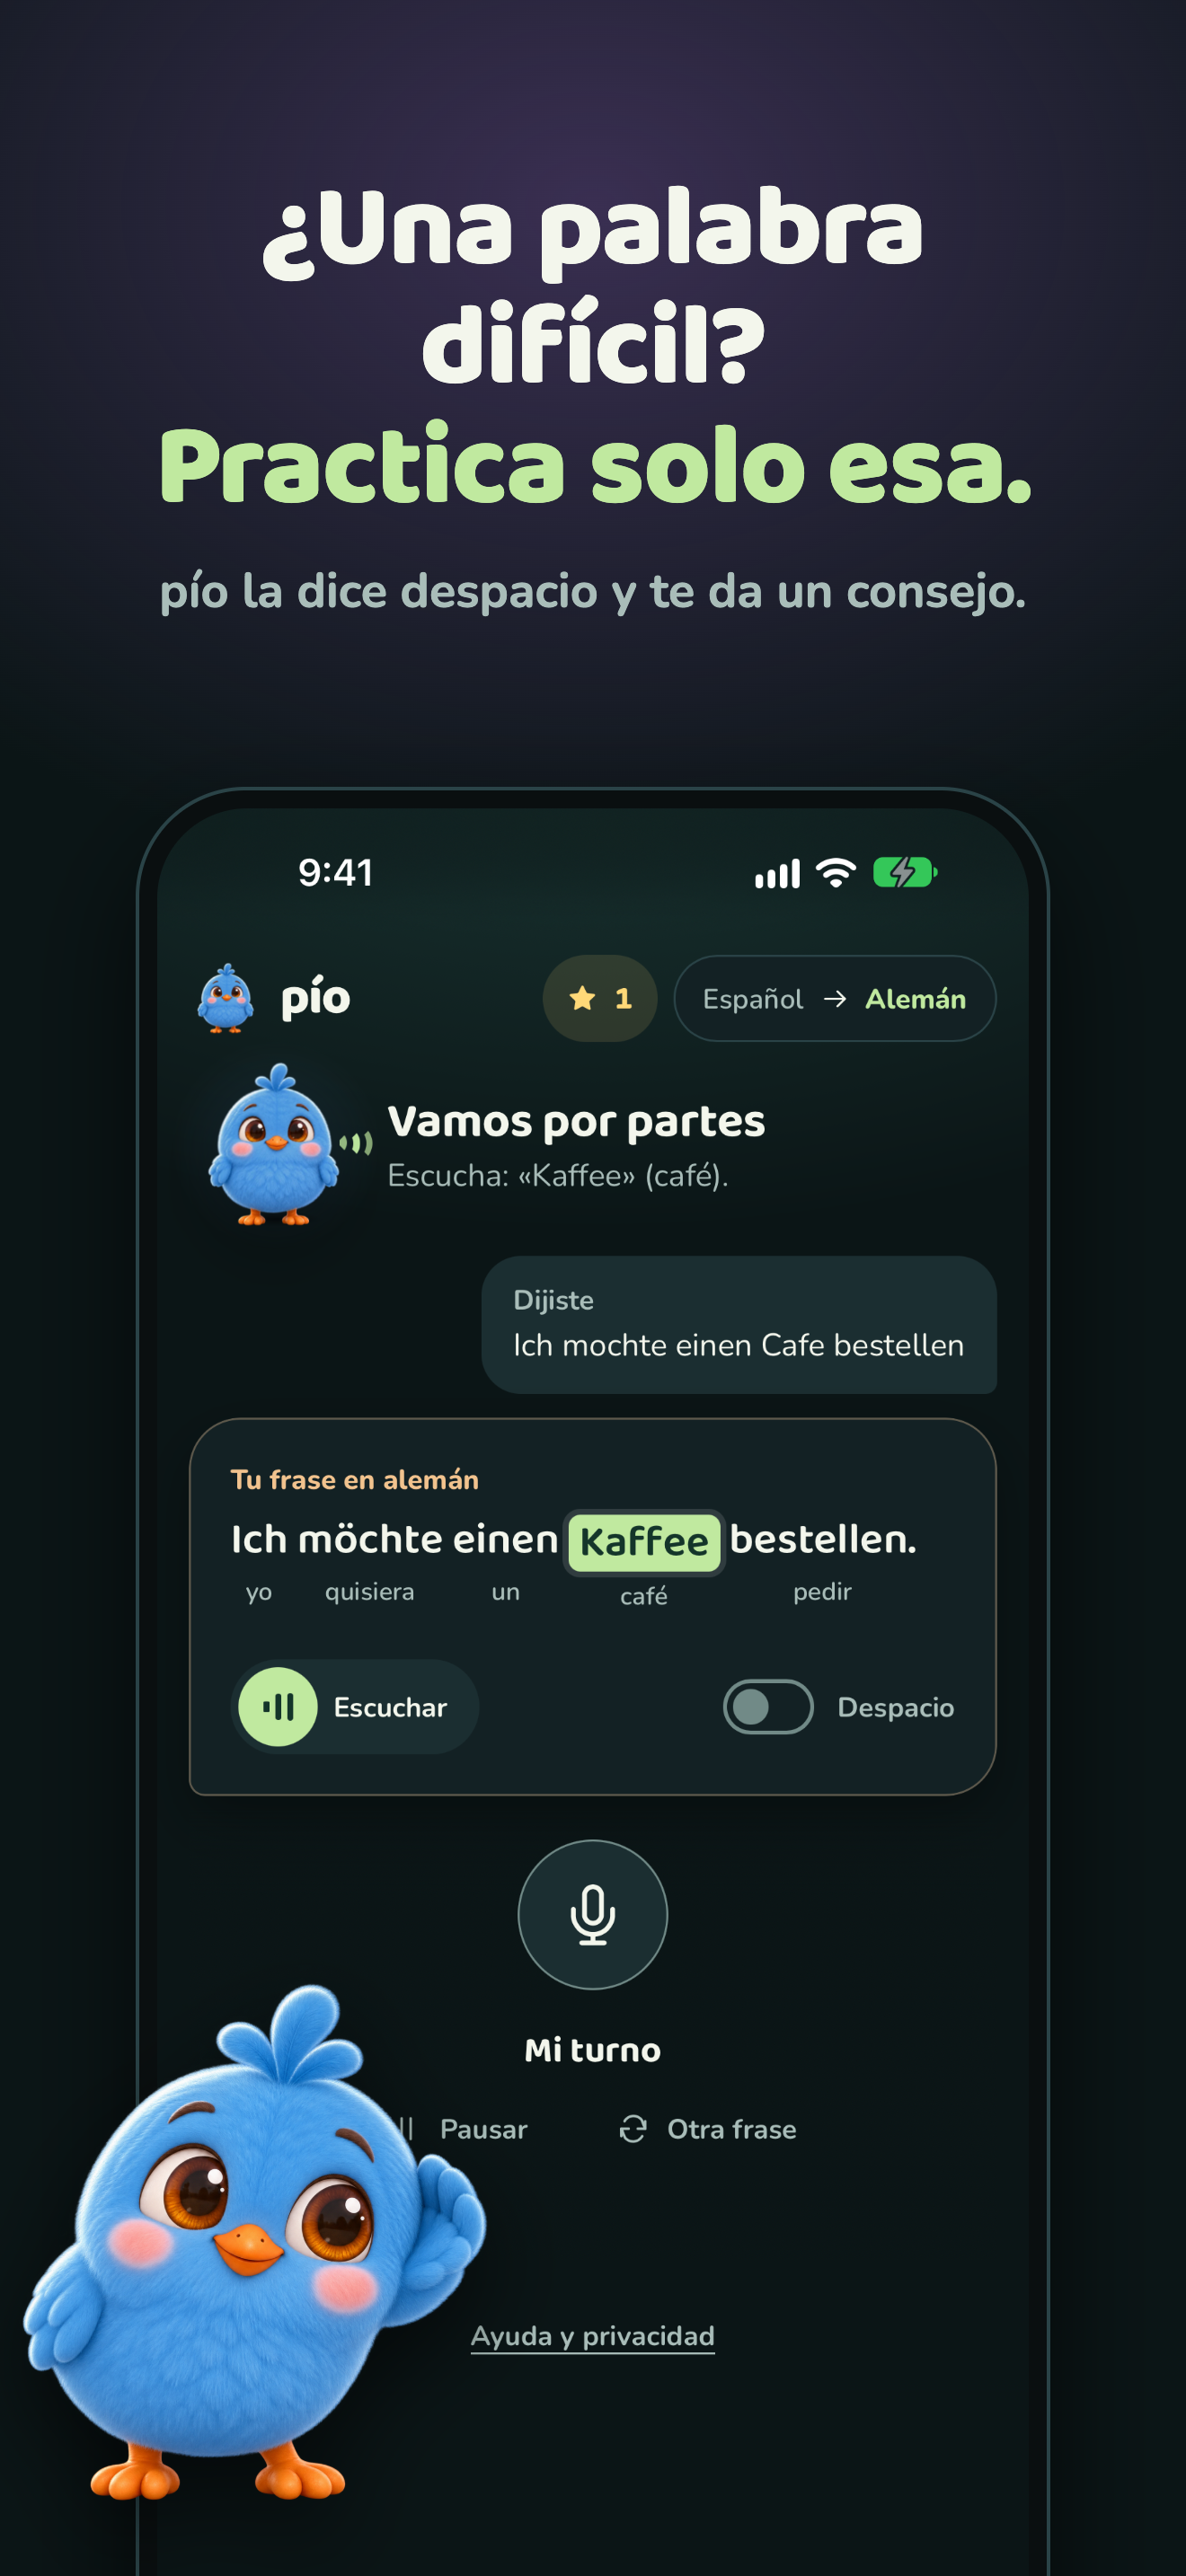 ¿Una palabra
difícil?
Practica solo esa.
pío la dice despacio y te da un consejo.
9:41
pío
1
Español → Alemán
Vamos por partes
Escucha: «Kaffee» (café).
Dijiste
Ich mochte einen Cafe bestellen
Tu frase en alemán
Ich möchte einen Kaffee bestellen.
yo quisiera un café pedir
Escuchar
Despacio
Mi turno
Pausar
Otra frase
Ayuda y privacidad